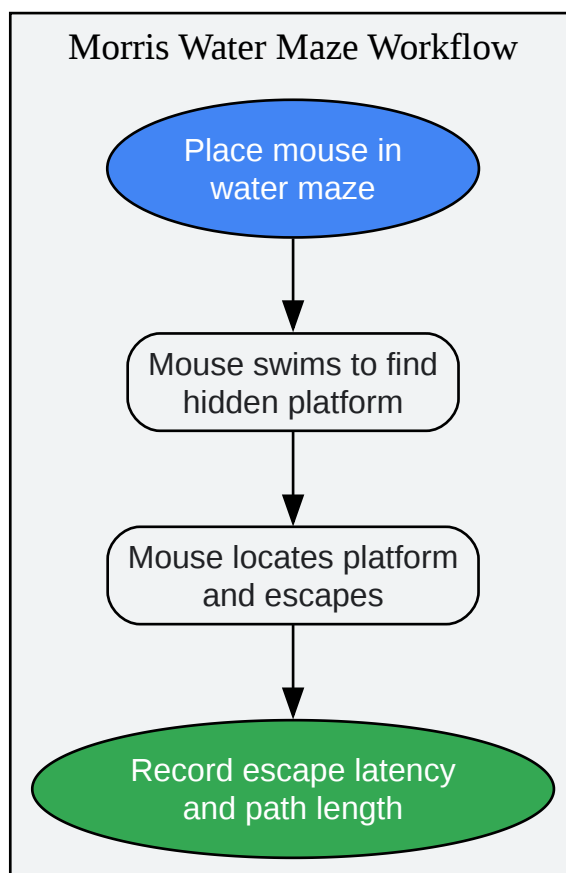 Morris Water Maze Workflow
Place mouse in
water maze
Mouse swims to find
hidden platform
Mouse locates platform
and escapes
Record escape latency
and path length